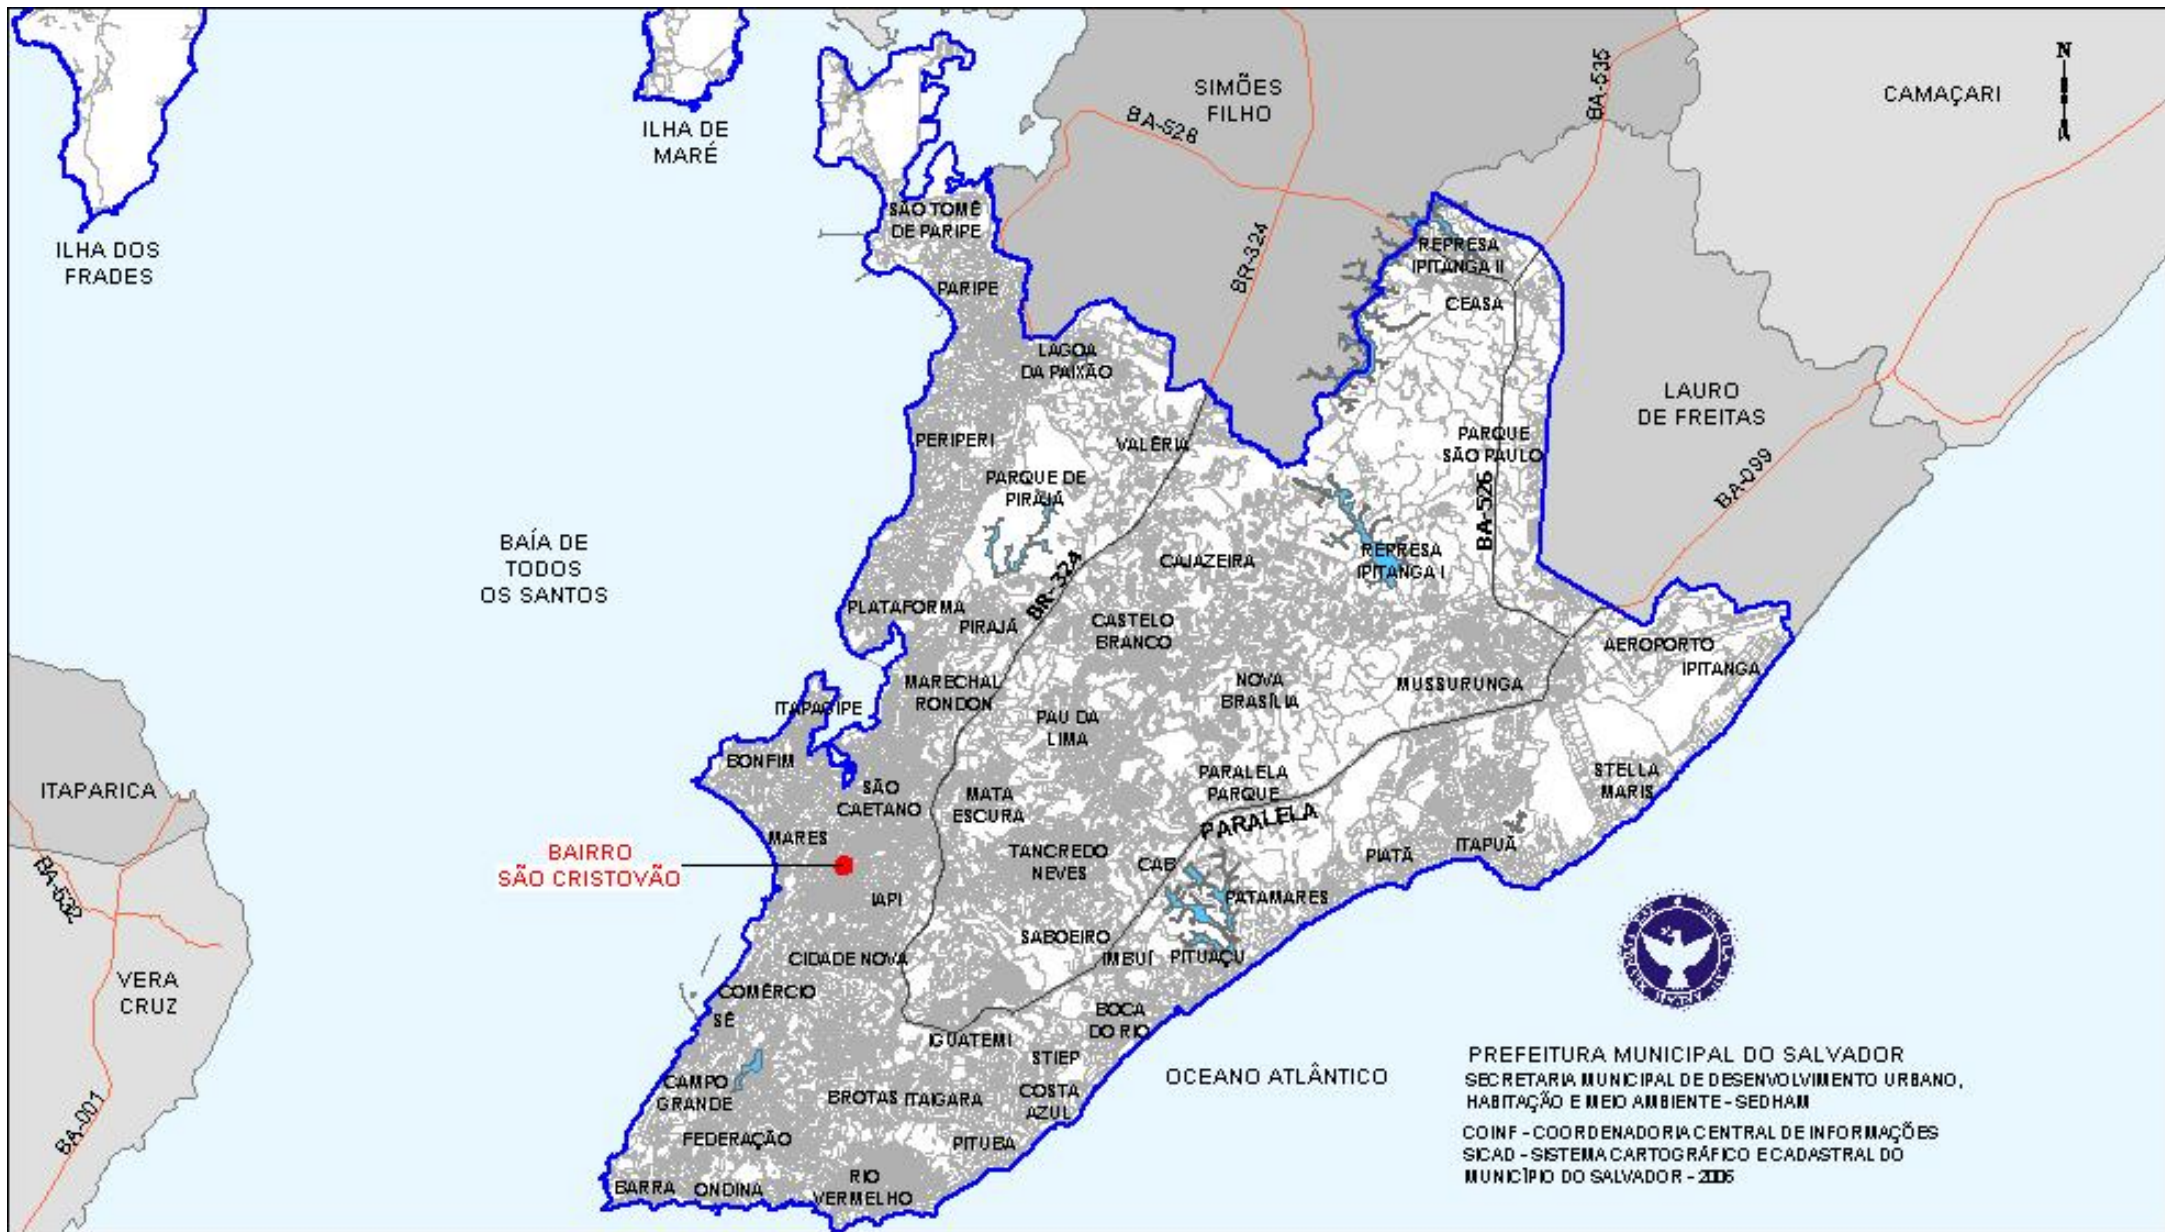 SIMÕES
FILHO
CAMAÇARI
N
BA-535
BA-528
ILHA DE
MARÉ
ILHA DOS
FRADES
SÃO TOMÉ
DE PARIPE
BR-324
REPRESA
IPITANGA II
PARIPE
CEASA
LAGOA
DA PAIXÃO
LAURO
DE FREITAS
PERIPERI
VALÉRIA
PARQUE
SÃO PAULO
PARQUE DE
PIRAJÁ
BA-099
BA-526
BAÍA DE
TODOS
OS SANTOS
CAJAZEIRA
REPRESA
IPITANGA I
BR-324
PLATAFORMA
PIRAJÁ
CASTELO
BRANCO
AEROPORTO
IPITANGA
MARECHAL
RONDON
NOVA
BRASÍLIA
MUSSURUNGA
ITAPAGIPE
PAU DA
LIMA
BONFIM
PARALELA
PARQUE
STELLA
MARIS
ITAPARICA
SÃO
CAETANO
MATA
ESCURA
PARALELA
MARES
BAIRRO
SÃO CRISTOVÃO
TANCREDO
NEVES
CAB
PIATÃ
ITAPUÃ
BA-532
IAPI
PATAMARES
SABOEIRO
CIDADE NOVA
IMBUÍ
PITUAÇU
VERA
CRUZ
COMÉRCIO
SÉ
BOCA
DO RIO
IGUATEMI
STIEP
OCEANO ATLÂNTICO
CAMPO
GRANDE
BROTAS
ITAIGARA
COSTA
AZUL
BA-001
FEDERAÇÃO
PITUBA
BARRA
ONDINA
RIO
VERMELHO
PREFEITURA MUNICIPAL DO SALVADOR
SECRETARIA MUNICIPAL DE DESENVOLVIMENTO URBANO,
HABITAÇÃO E MEIO AMBIENTE - SEDHAM
COINF - COORDENADORIA CENTRAL DE INFORMAÇÕES
SICAD - SISTEMA CARTOGRÁFICO E CADASTRAL DO
MUNICÍPIO DO SALVADOR - 2006